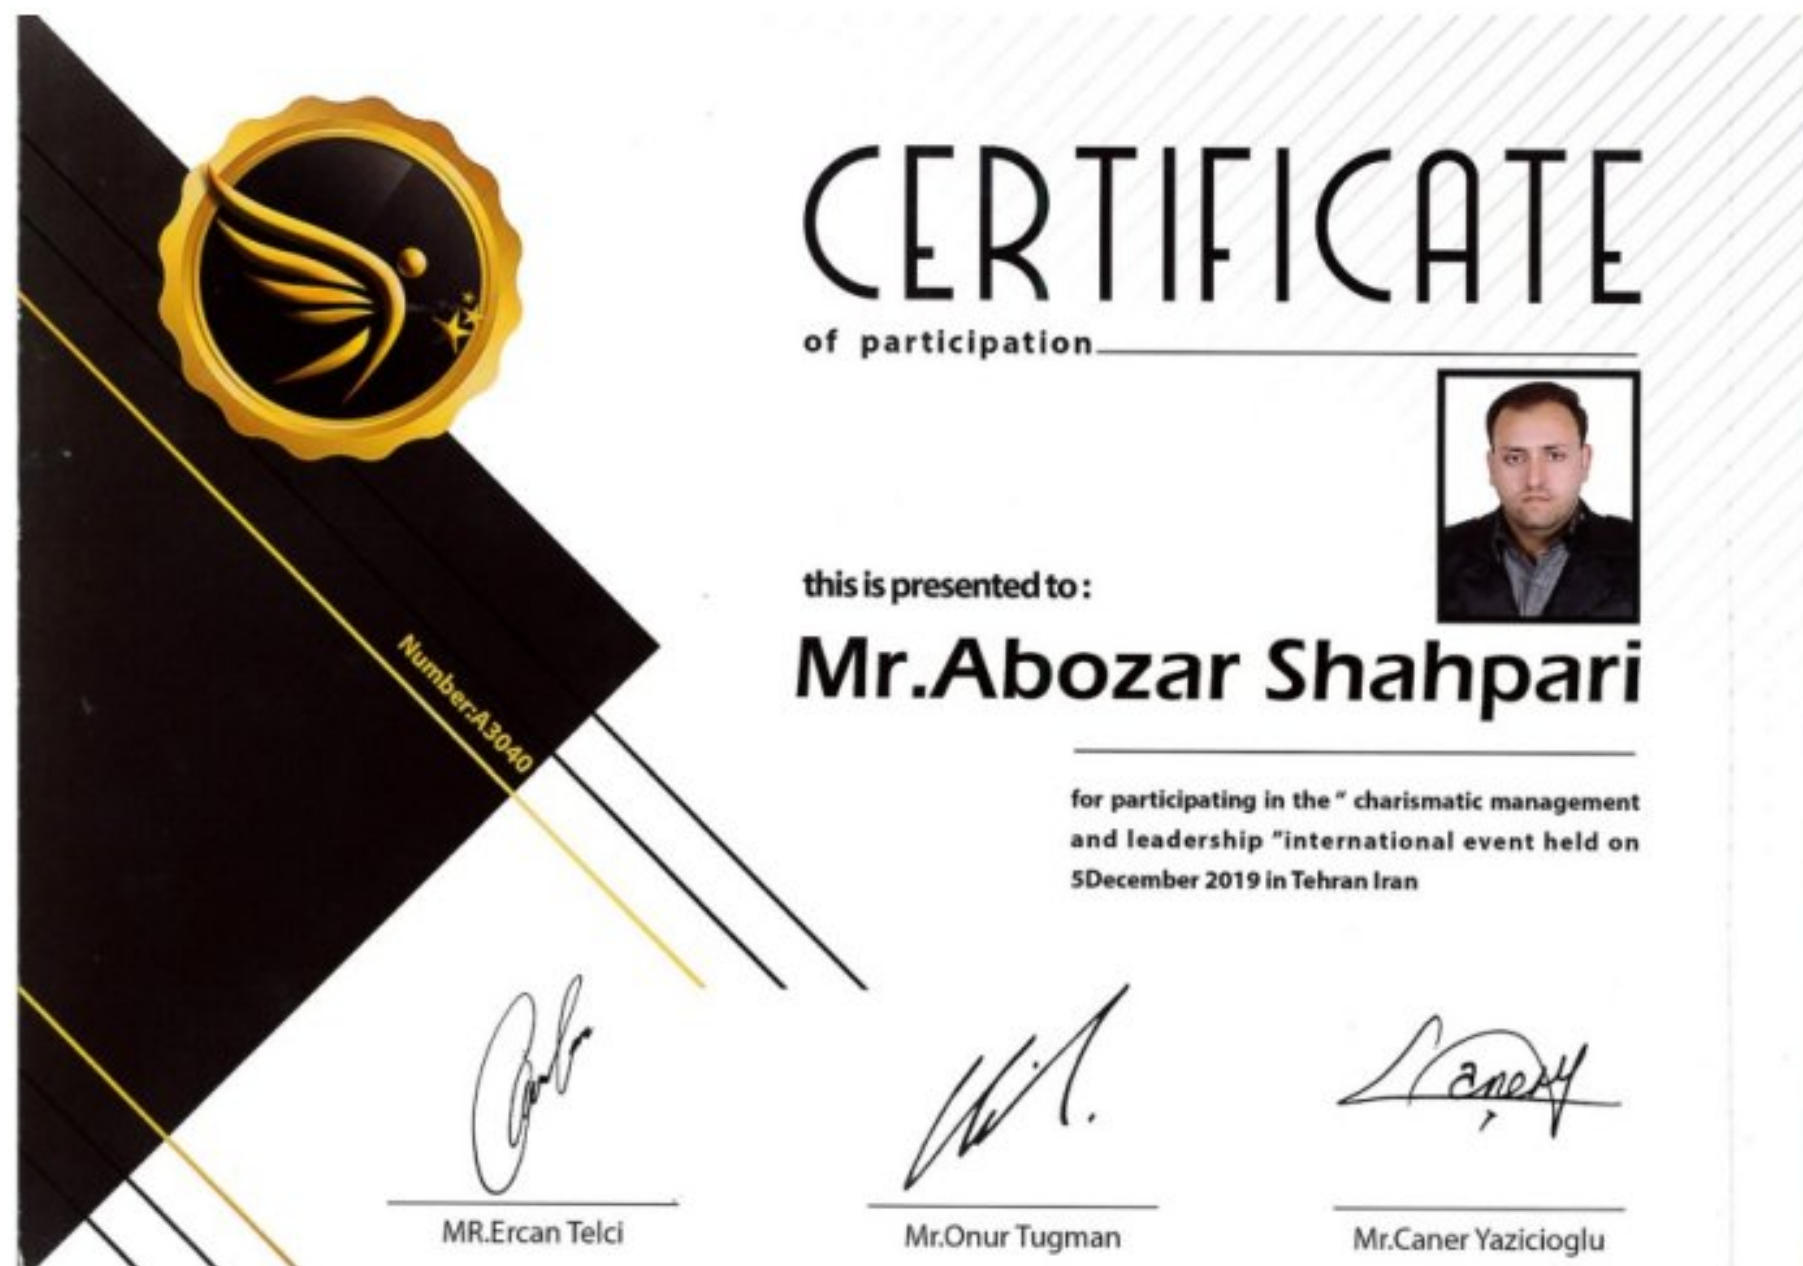 CERTIFICATE
of participation
this is presented to :
Mr.Abozar Shahpari
for participating in the " charismatic management
and leadership "international event held on
5December 2019 in Tehran Iran
Number:A3040
MR.Ercan Telci
Mr.Onur Tugman
Mr.Caner Yazicioglu